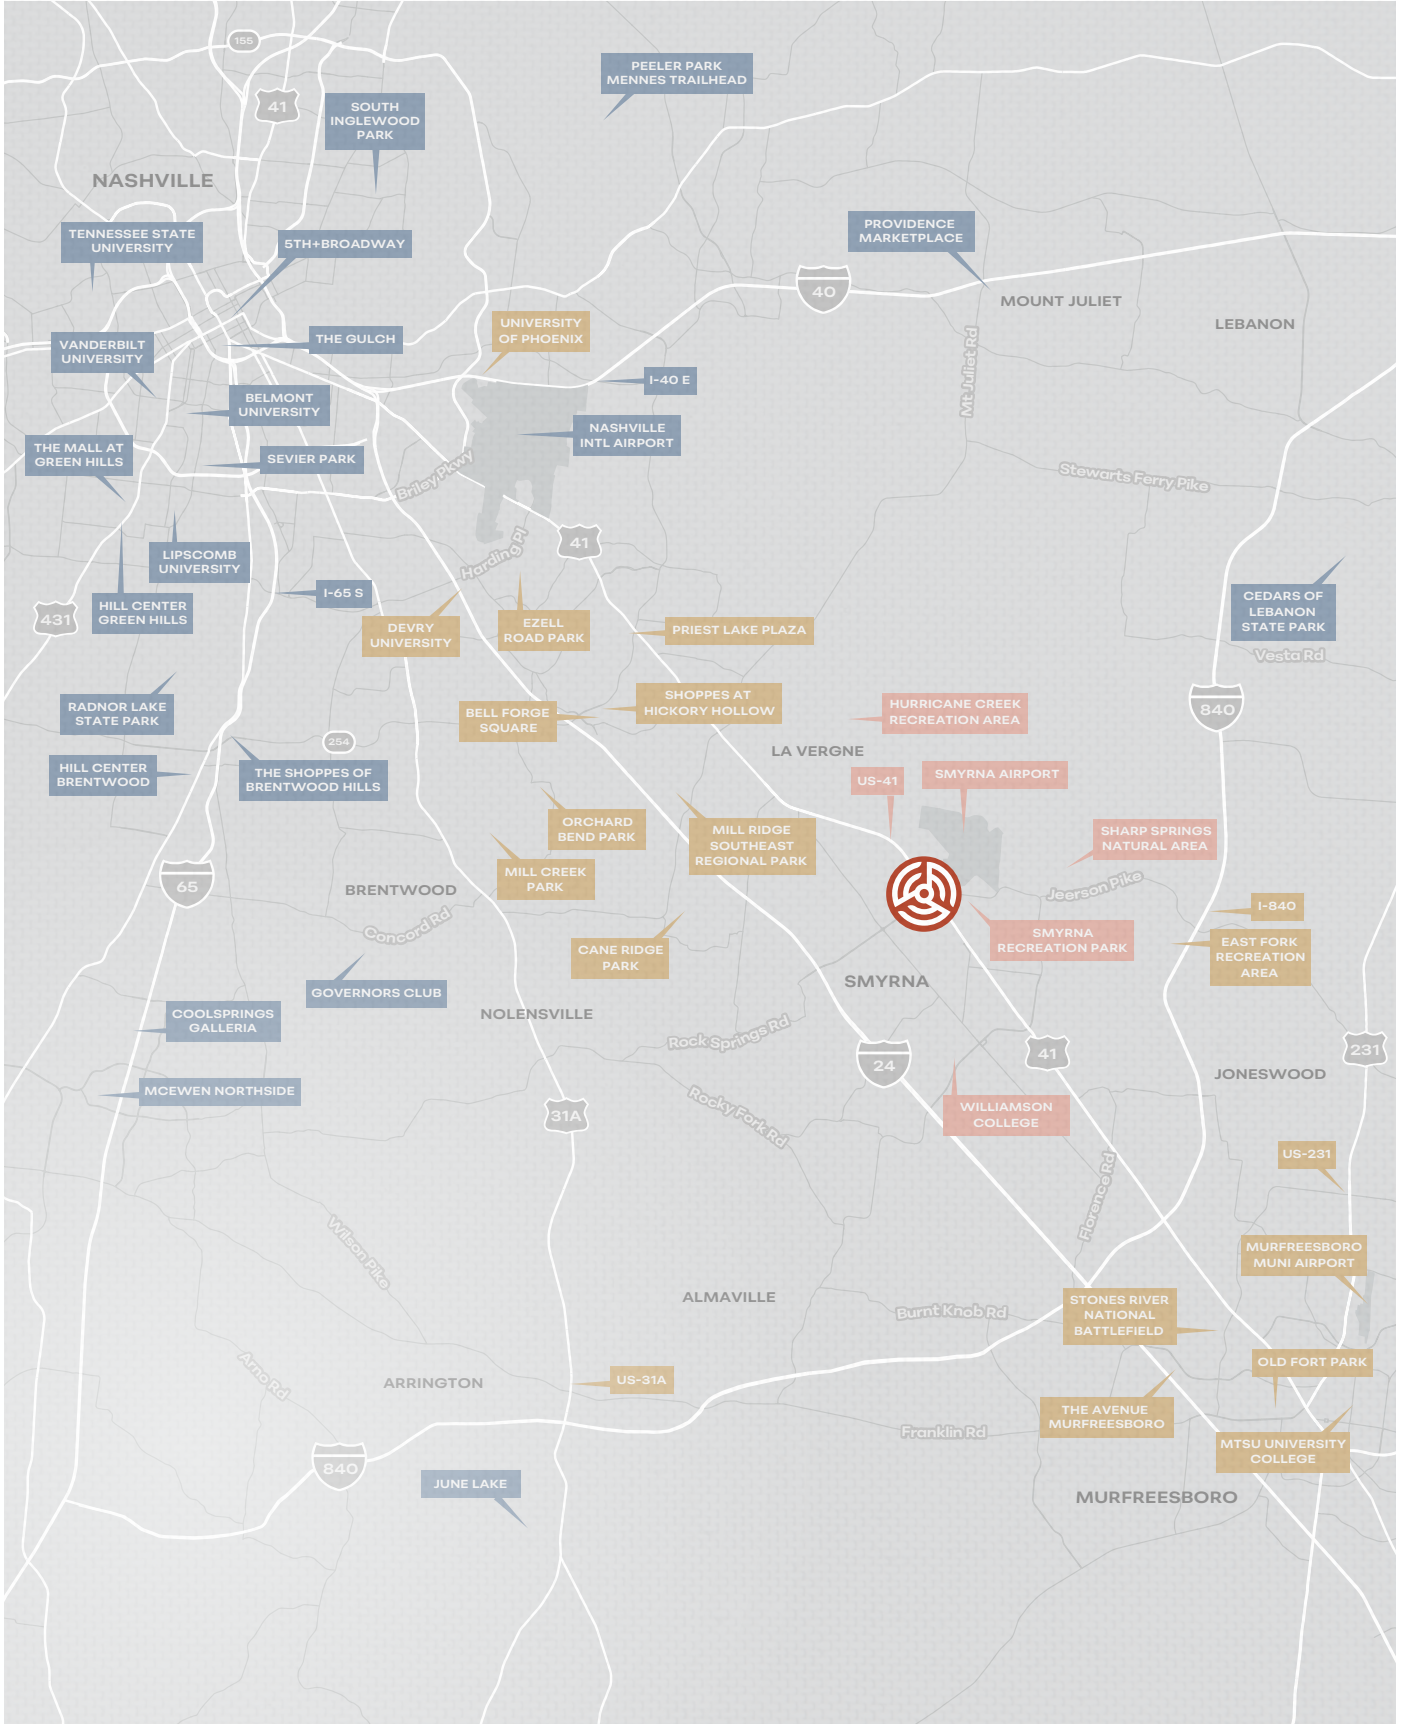 155
PEELER PARK
MENNES TRAILHEAD
41
SOUTH
INGLEWOOD
PARK
NASHVILLE
TENNESSEE STATE
UNIVERSITY
5TH+BROADWAY
PROVIDENCE
MARKETPLACE
40
MOUNT JULIET
LEBANON
UNIVERSITY
OF PHOENIX
THE GULCH
VANDERBILT
UNIVERSITY
I-40 E
Mt Juliet Rd
BELMONT
UNIVERSITY
NASHVILLE
INTL AIRPORT
THE MALL AT
GREEN HILLS
SEVIER PARK
Briley Pkwy
Stewarts Ferry Pike
41
Harding Pl
LIPSCOMB
UNIVERSITY
I-65 S
HILL CENTER
GREEN HILLS
431
CEDARS OF
LEBANON
STATE PARK
DEVRY
UNIVERSITY
EZELL
ROAD PARK
PRIEST LAKE PLAZA
Vesta Rd
RADNOR LAKE
STATE PARK
BELL FORGE
SQUARE
SHOPPES AT
HICKORY HOLLOW
HURRICANE CREEK
RECREATION AREA
840
254
LA VERGNE
HILL CENTER
BRENTWOOD
THE SHOPPES OF
BRENTWOOD HILLS
US-41
SMYRNA AIRPORT
ORCHARD
BEND PARK
MILL RIDGE
SOUTHEAST
REGIONAL PARK
SHARP SPRINGS
NATURAL AREA
65
BRENTWOOD
MILL CREEK
PARK
Jeerson Pike
I-840
Concord Rd
CANE RIDGE
PARK
SMYRNA
RECREATION PARK
EAST FORK
RECREATION
AREA
SMYRNA
GOVERNORS CLUB
COOLSPRINGS
GALLERIA
NOLENSVILLE
Rock Springs Rd
24
41
231
JONESWOOD
MCEWEN NORTHSIDE
31A
Rocky Fork Rd
WILLIAMSON
COLLEGE
US-231
Florence Rd
Wilson Pike
MURFREESBORO
MUNI AIRPORT
ALMAVILLE
Burnt Knob Rd
STONES RIVER
NATIONAL
BATTLEFIELD
OLD FORT PARK
Arno Rd
ARRINGTON
US-31A
THE AVENUE
MURFREESBORO
Franklin Rd
MTSU UNIVERSITY
COLLEGE
840
JUNE LAKE
MURFREESBORO